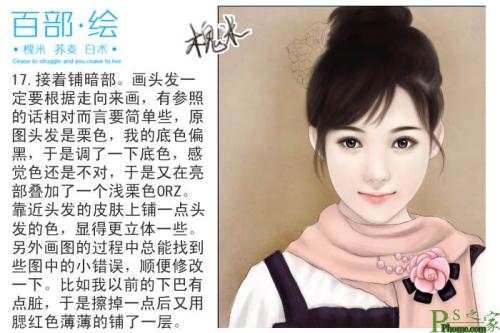 百部·绘
• 槐米 荞麦 白术 •
Cease to struggle and you cease to live
槐米
17.接着铺暗部。画头发一
定要根据走向来画，有参照
的话相对而言要简单些，原
图头发是栗色，我的底色偏
黑，于是调了一下底色，感
觉色还是不对，于是又在亮
部叠加了一个浅栗色ORZ。
靠近头发的皮肤上铺一点头
发的色，显得更立体一些。
另外画图的过程中总能找到
些图中的小错误，顺便修改
一下。比如我以前的下巴有
点脏，于是擦掉一点后又用
腮红色薄薄的铺了一层。
PS之家
Pshome.com